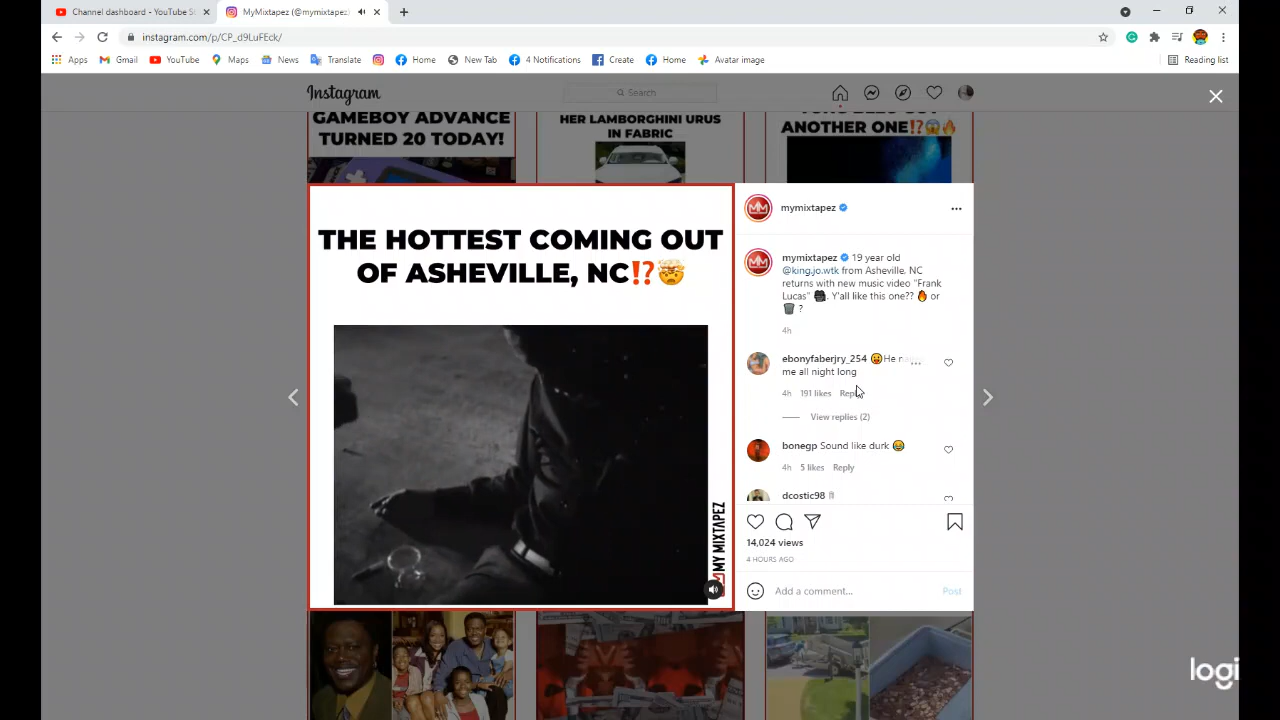 Channel dashboard - YouTube St
MyMixtapez (@mymixtapez)
instagram.com/p/CP_d9LuFEck/
Apps
Gmail
YouTube
Maps
News
Translate
Home
New Tab
4 Notifications
Create
Home
Avatar image
Reading list
Instagram
Search
GAMEBOY ADVANCE
TURNED 20 TODAY!
HER LAMBORGHINI URUS
IN FABRIC
ANOTHER ONE⁉️😱🔥
THE HOTTEST COMING OUT
OF ASHEVILLE, NC⁉️🤯
MY MIXTAPEZ
mymixtapez
mymixtapez 19 year old
@king.jo.wtk from Asheville, NC
returns with new music video "Frank
Lucas" . Y'all like this one?? 🔥 or
🗑️ ?
4h
ebonyfaberjry_254 😛He
me all night long
4h 191 likes
View replies (2)
bonegp Sound like durk 😂
4h 5 likes Reply
dcostic98 🗑
14,024 views
4 HOURS AGO
Add a comment...
Post
logi